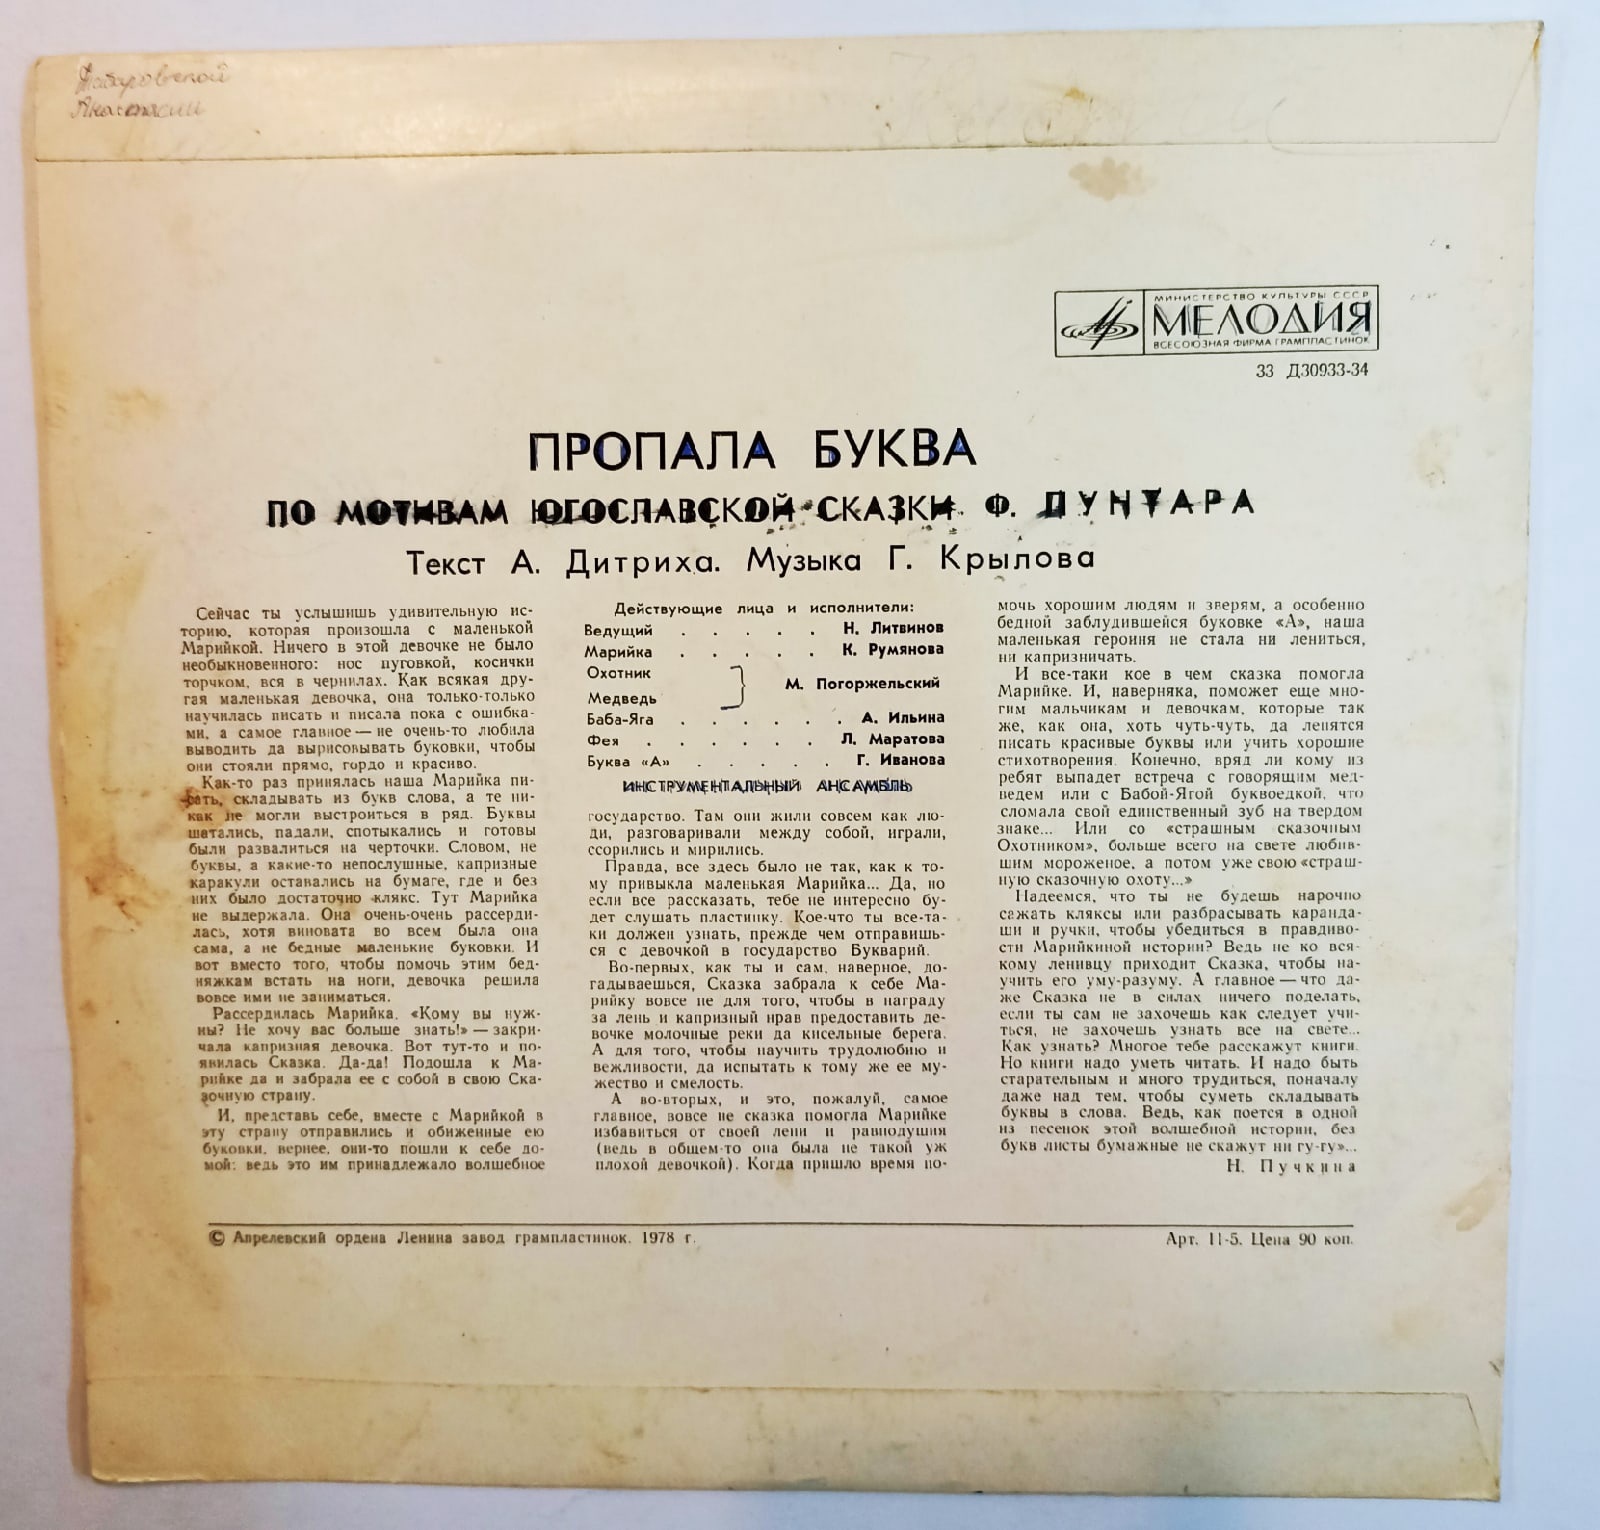 Анастасии
МИНИСТЕРСТВО КУЛЬТУРЫ СССР
МЕЛОДИЯ
ВСЕСОЮЗНАЯ ФИРМА ГРАМПЛАСТИНОК
33 Д30933-34
ПРОПАЛА БУКВА
ПО МОТИВАМ ЮГОСЛАВСКОЙ СКАЗКИ Ф. ПУНТАРА
Текст А. Дитриха. Музыка Г. Крылова
Сейчас ты услышишь удивительную ис-
торию, которая произошла с маленькой
Марийкой. Ничего в этой девочке не было
необыкновенного: нос пуговкой, косички
торчком, вся в чернилах. Как всякая дру-
гая маленькая девочка, она только-только
научилась писать и писала пока с ошибка-
ми, а самое главное — не очень-то любила
выводить да вырисовывать буковки, чтобы
они стояли прямо, гордо и красиво.
Как-то раз принялась наша Марийка пи-
сать, складывать из букв слова, а те ни-
как не могли выстроиться в ряд. Буквы
шатались, падали, спотыкались и готовы
были развалиться на черточки. Словом, не
буквы, а какие-то непослушные, капризные
каракули оставались на бумаге, где и без
них было достаточно клякс. Тут Марийка
не выдержала. Она очень-очень рассерди-
лась, хотя виновата во всем была она
сама, а не бедные маленькие буковки. И
вот вместо того, чтобы помочь этим бед-
няжкам встать на ноги, девочка решила
вовсе ими не заниматься.
Рассердилась Марийка. «Кому вы нуж-
ны? Не хочу вас больше знать!» — закри-
чала капризная девочка. Вот тут-то и по-
явилась Сказка. Да-да! Подошла к Ма-
рийке да и забрала ее с собой в свою Ска-
зочную страну.
И, представь себе, вместе с Марийкой в
эту страну отправились и обиженные ею
буковки, вернее, они-то пошли к себе до-
мой: ведь это им принадлежало волшебное
Действующие лица и исполнители:
Ведущий . . . . . Н. Литвинов
Марийка . . . . . К. Румянова
Охотник
Медведь } М. Погоржельский
Баба-Яга . . . . . . А. Ильина
Фея . . . . . . Л. Маратова
Буква «А» . . . . . Г. Иванова
ИНСТРУМЕНТАЛЬНЫЙ АНСАМБЛЬ
государство. Там они жили совсем как лю-
ди, разговаривали между собой, играли,
ссорились и мирились.
Правда, все здесь было не так, как к то-
му привыкла маленькая Марийка... Да, но
если все рассказать, тебе не интересно бу-
дет слушать пластинку. Кое-что ты все-та-
ки должен узнать, прежде чем отправишь-
ся с девочкой в государство Букварий.
Во-первых, как ты и сам, наверное, до-
гадываешься, Сказка забрала к себе Ма-
рийку вовсе не для того, чтобы в награду
за лень и капризный нрав предоставить де-
вочке молочные реки да кисельные берега.
А для того, чтобы научить трудолюбию и
вежливости, да испытать к тому же ее му-
жество и смелость.
А во-вторых, и это, пожалуй, самое
главное, вовсе не сказка помогла Марийке
избавиться от своей лени и равнодушия
(ведь в общем-то она была не такой уж
плохой девочкой). Когда пришло время по-
мочь хорошим людям и зверям, а особенно
бедной заблудившейся буковке «А», наша
маленькая героиня не стала ни лениться,
ни капризничать.
И все-таки кое в чем сказка помогла
Марийке. И, наверняка, поможет еще мно-
гим мальчикам и девочкам, которые так
же, как она, хоть чуть-чуть, да ленятся
писать красивые буквы или учить хорошие
стихотворения. Конечно, вряд ли кому из
ребят выпадет встреча с говорящим мед-
ведем или с Бабой-Ягой буквоедкой, что
сломала свой единственный зуб на твердом
знаке... Или со «страшным сказочным
Охотником», больше всего на свете любив-
шим мороженое, а потом уже свою «страш-
ную сказочную охоту...»
Надеемся, что ты не будешь нарочно
сажать кляксы или разбрасывать каранда-
ши и ручки, чтобы убедиться в правдиво-
сти Марийкиной истории? Ведь не ко вся-
кому ленивцу приходит Сказка, чтобы на-
учить его уму-разуму. А главное — что да-
же Сказка не в силах ничего поделать,
если ты сам не захочешь как следует учи-
ться, не захочешь узнать все на свете...
Как узнать? Многое тебе расскажут книги.
Но книги надо уметь читать. И надо быть
старательным и много трудиться, поначалу
даже над тем, чтобы суметь складывать
буквы в слова. Ведь, как поется в одной
из песенок этой волшебной истории, без
букв листы бумажные не скажут ни гу-гу»...
Н. Пучкина
© Апрелевский ордена Ленина завод грампластинок. 1978 г.
Арт. 11-5. Цена 90 коп.